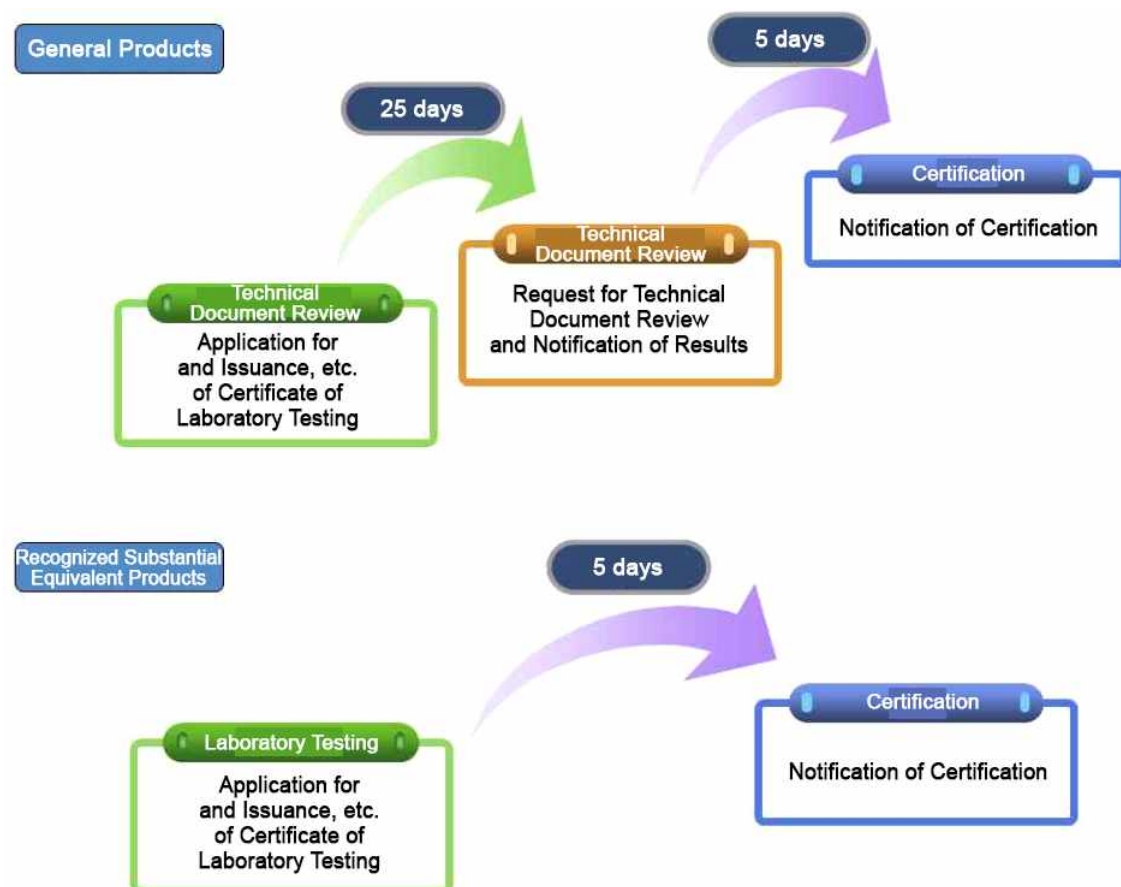 General Products
5 days
25 days
Certification
Notification of Certification
Technical
Document Review
Request for Technical
Document Review
and Notification of Results
Technical
Document Review
Application for
and Issuance, etc.
of Certificate of
Laboratory Testing
Recognized Substantial
Equivalent Products
5 days
Certification
Notification of Certification
Laboratory Testing
Application for
and Issuance, etc.
of Certificate of
Laboratory Testing